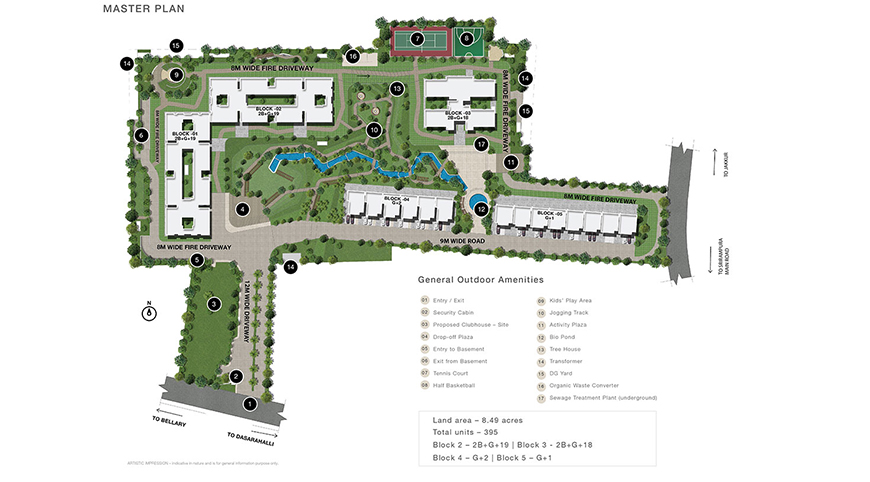 MASTER PLAN
15
7
8
16
14
9
8M WIDE FIRE DRIVEWAY
13
14
8M WIDE FIRE DRIVEWAY
BLOCK -02
2B+G+19
BLOCK -03
2B+G+18
15
6
BLOCK -01
2B+G+19
8M WIDE FIRE DRIVEWAY
10
17
11
TO JAKKUR
4
BLOCK -04
G+2
12
8M WIDE FIRE DRIVEWAY
BLOCK -05
G+1
8M WIDE FIRE DRIVEWAY
9M WIDE ROAD
TO SRIRAMPURA
MAIN ROAD
5
14
12M WIDE DRIVEWAY
3
N
2
1
TO BELLARY
TO DASARAHALLI
General Outdoor Amenities
01 Entry / Exit
02 Security Cabin
03 Proposed Clubhouse – Site
04 Drop-off Plaza
05 Entry to Basement
06 Exit from Basement
07 Tennis Court
08 Half Basketball
09 Kids' Play Area
10 Jogging Track
11 Activity Plaza
12 Bio Pond
13 Tree House
14 Transformer
15 DG Yard
16 Organic Waste Converter
17 Sewage Treatment Plant (underground)
Land area – 8.49 acres
Total units – 395
Block 2 – 2B+G+19 | Block 3 - 2B+G+18
Block 4 – G+2 | Block 5 – G+1
ARTISTIC IMPRESSION - Indicative in nature and is for general information purpose only.